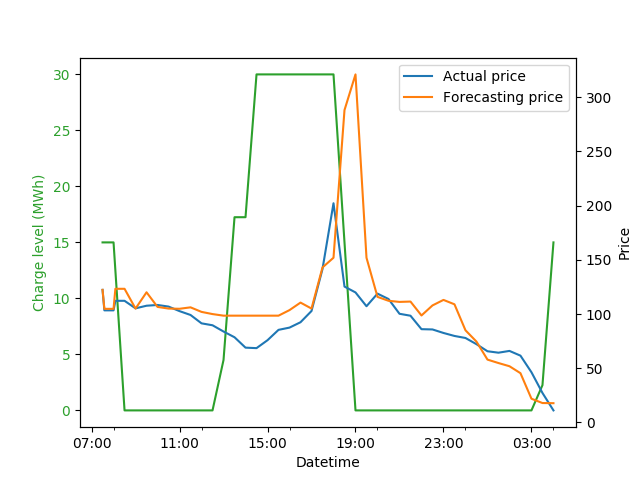 Actual price
Forecasting price
30
25
20
15
10
5
0
Charge level (MWh)
300
250
200
150
100
50
0
Price
07:00 11:00 15:00 19:00 23:00 03:00
Datetime